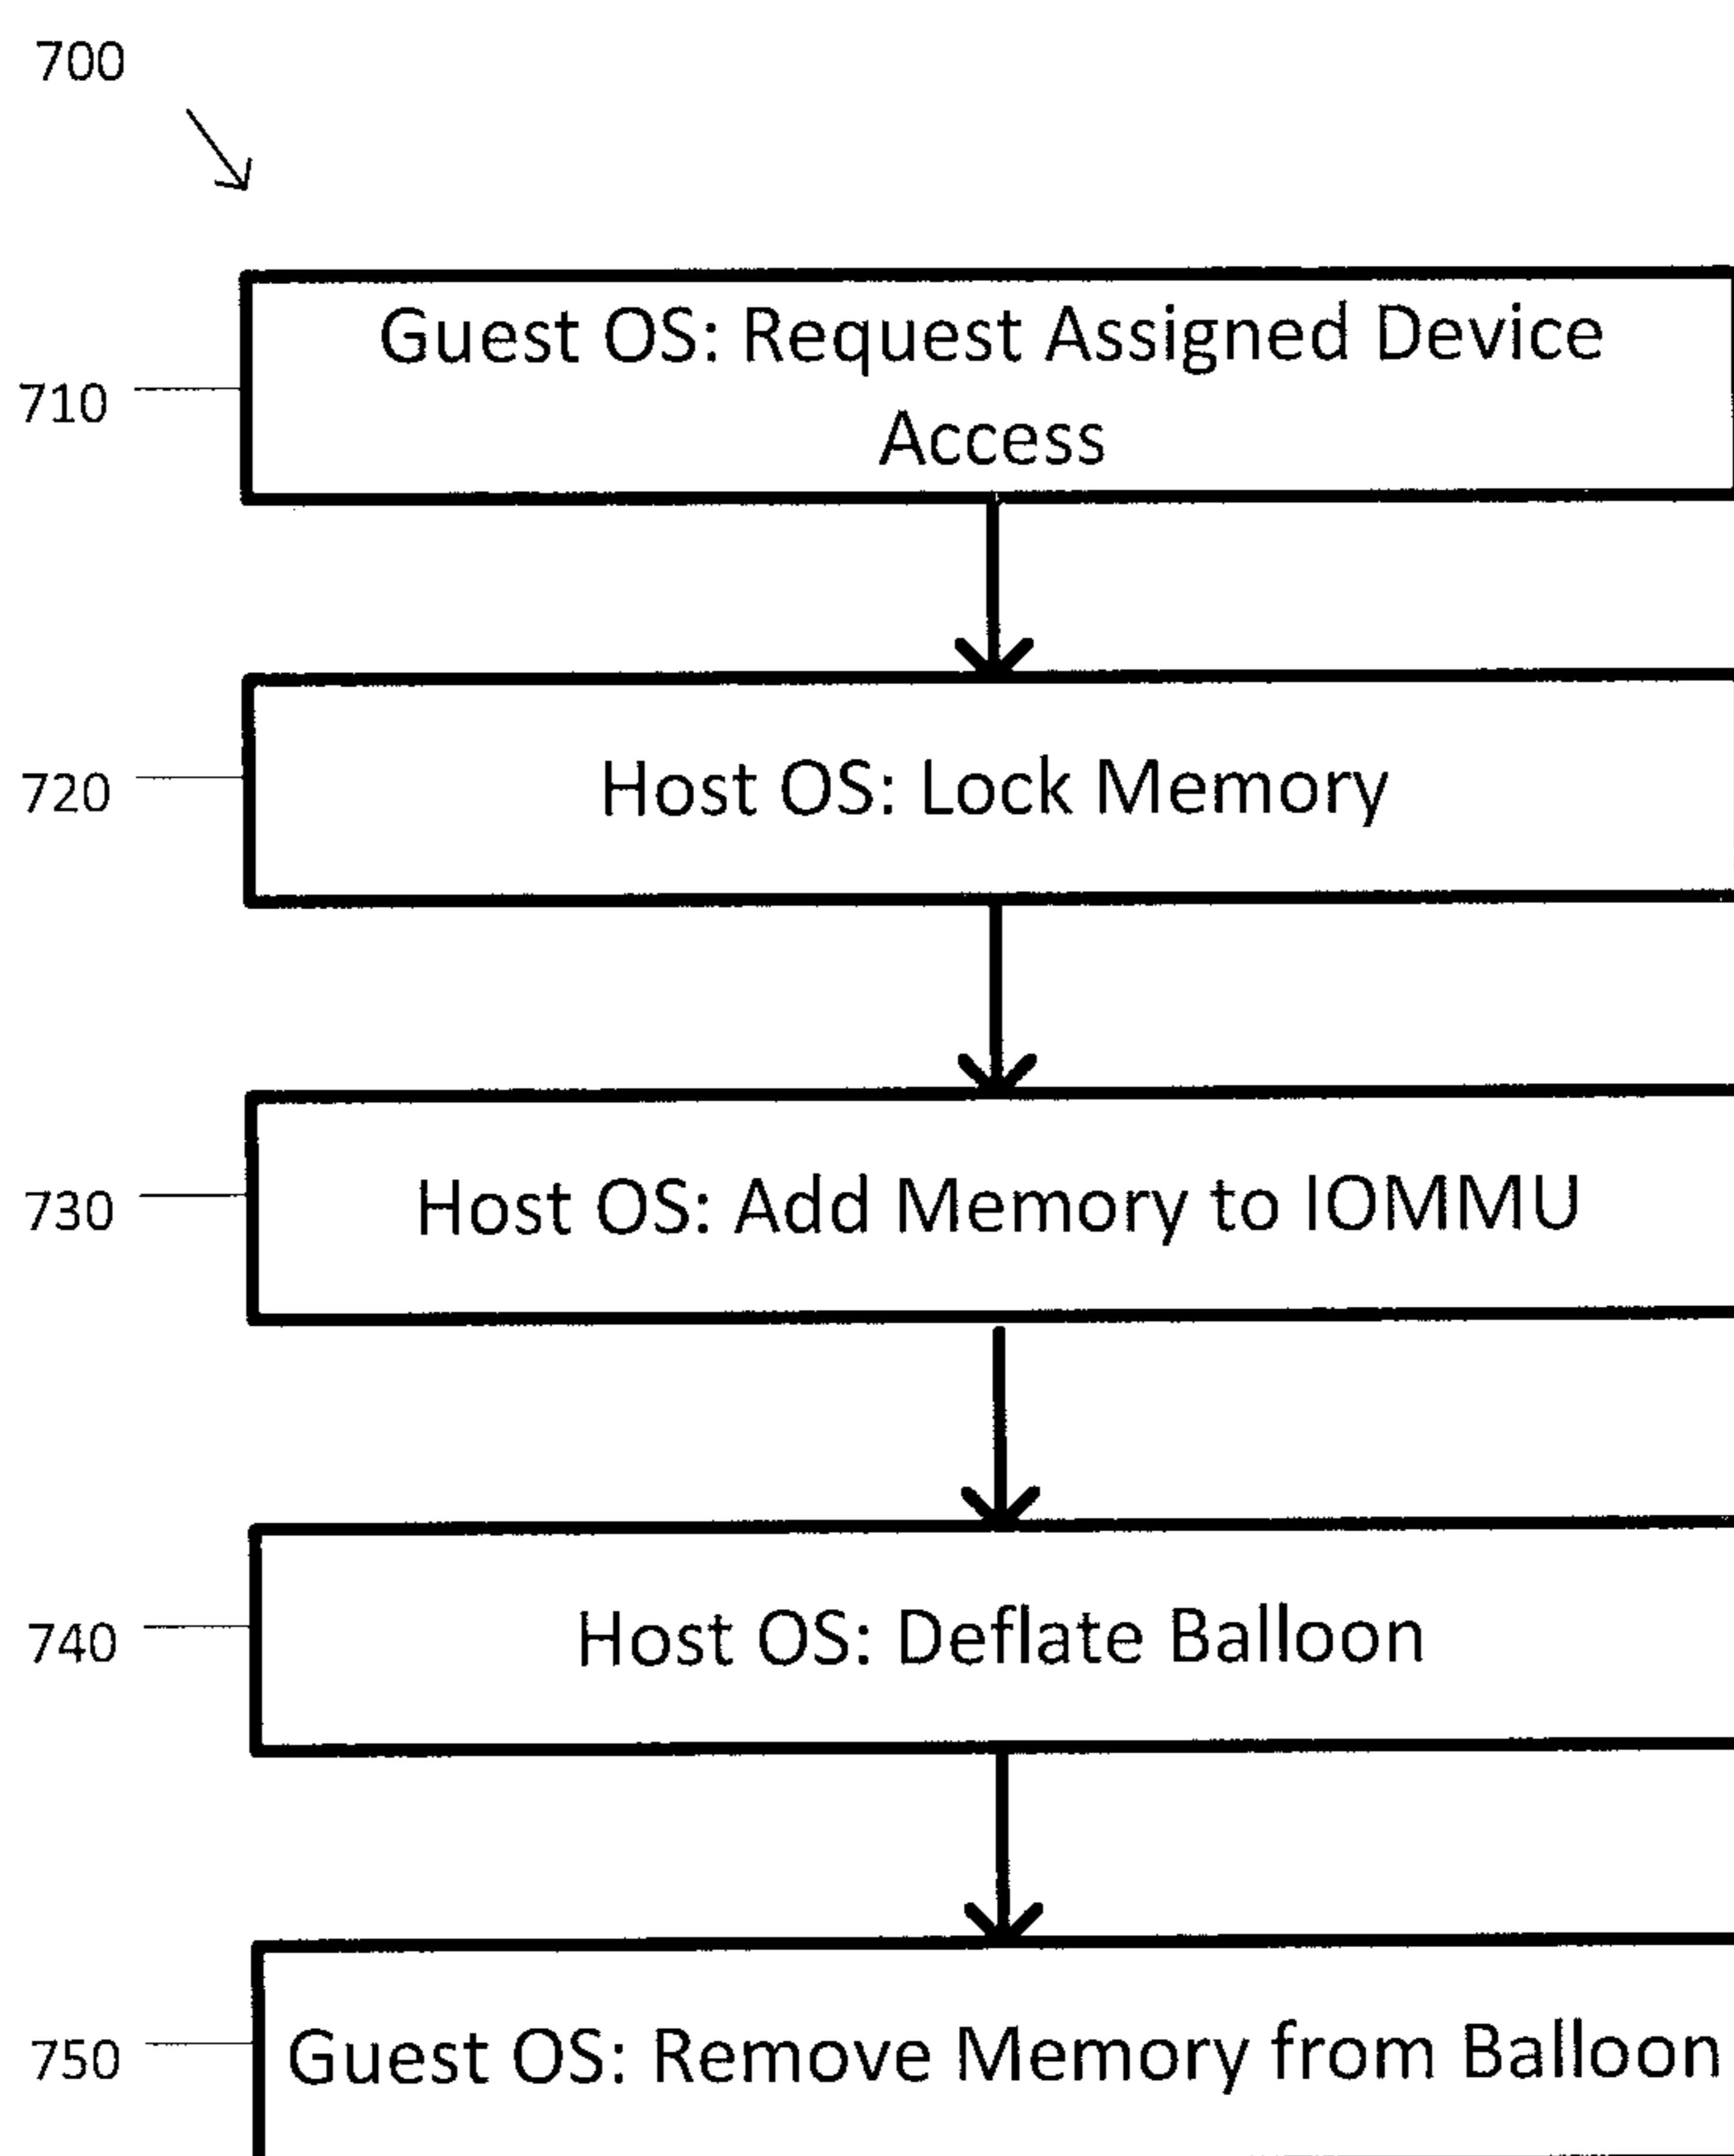 700
710
Guest OS: Request Assigned Device
Access
720
Host OS: Lock Memory
730
Host OS: Add Memory to IOMMU
740
Host OS: Deflate Balloon
750
Guest OS: Remove Memory from Balloon